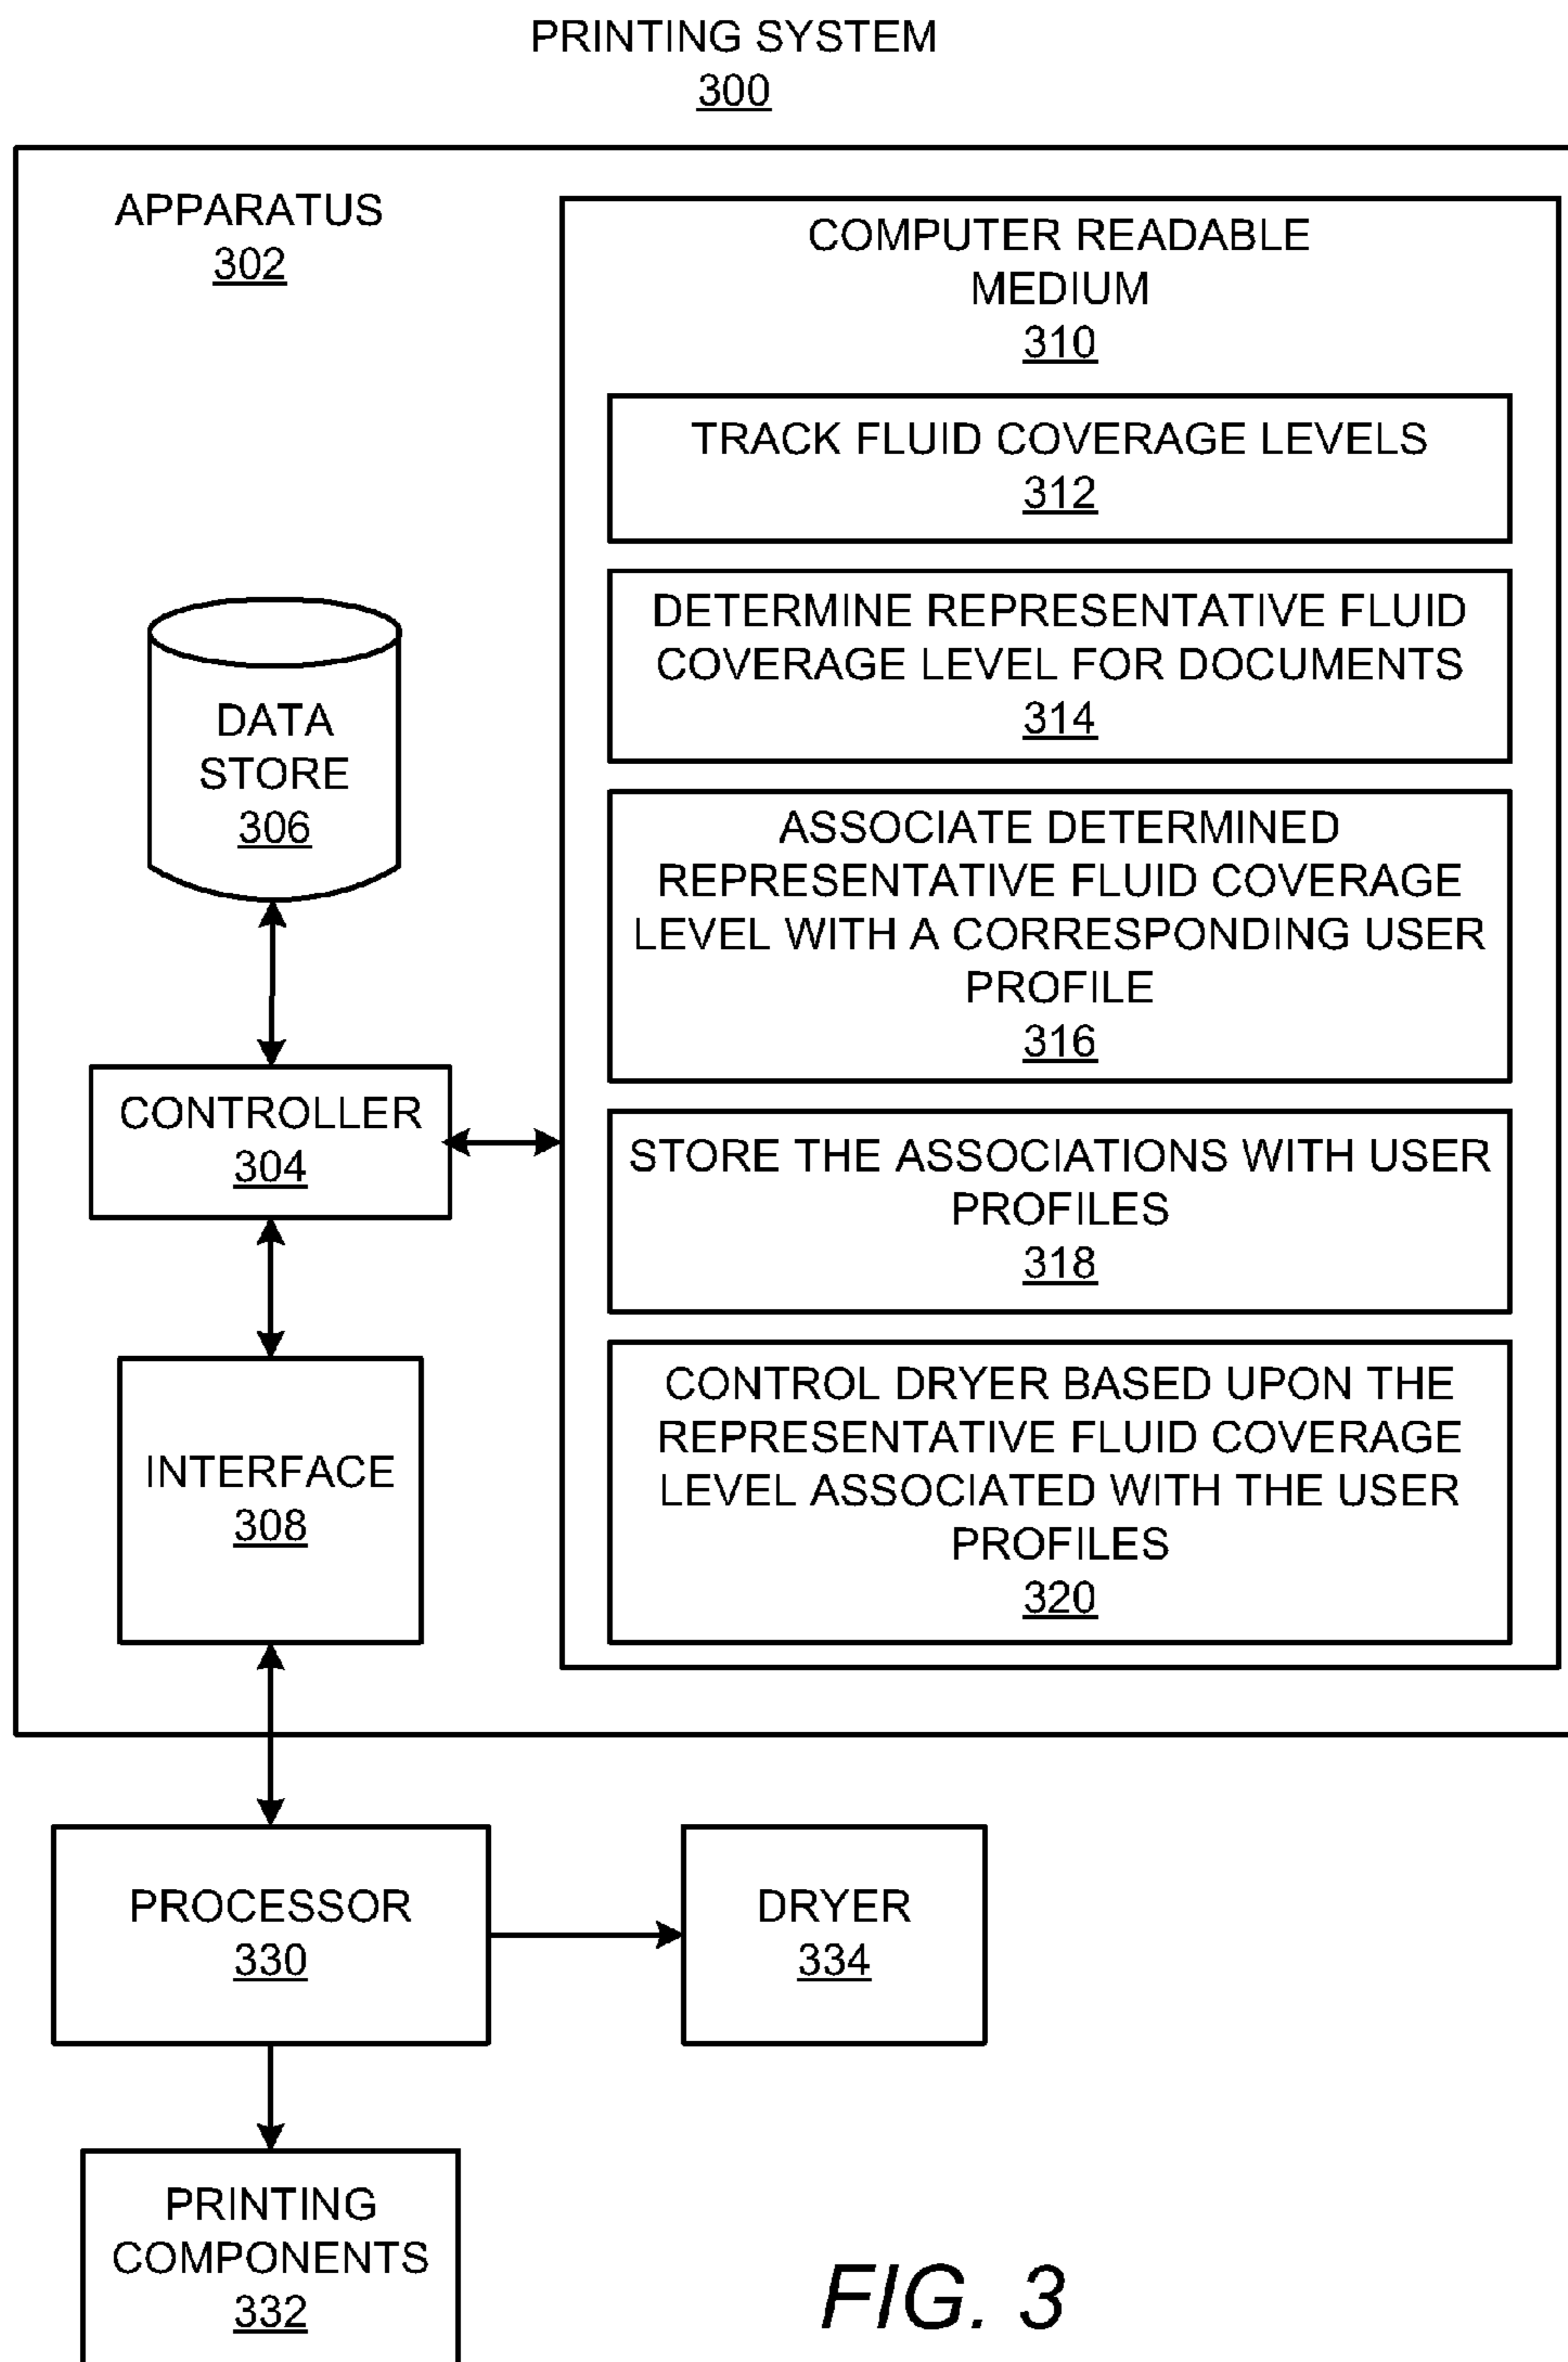 PRINTING SYSTEM
300
APPARATUS
302
COMPUTER READABLE
MEDIUM
310
TRACK FLUID COVERAGE LEVELS
312
DETERMINE REPRESENTATIVE FLUID
COVERAGE LEVEL FOR DOCUMENTS
314
ASSOCIATE DETERMINED
REPRESENTATIVE FLUID COVERAGE
LEVEL WITH A CORRESPONDING USER
PROFILE
316
STORE THE ASSOCIATIONS WITH USER
PROFILES
318
CONTROL DRYER BASED UPON THE
REPRESENTATIVE FLUID COVERAGE
LEVEL ASSOCIATED WITH THE USER
PROFILES
320
DATA
STORE
306
CONTROLLER
304
INTERFACE
308
PROCESSOR
330
DRYER
334
PRINTING
COMPONENTS
332
FIG. 3